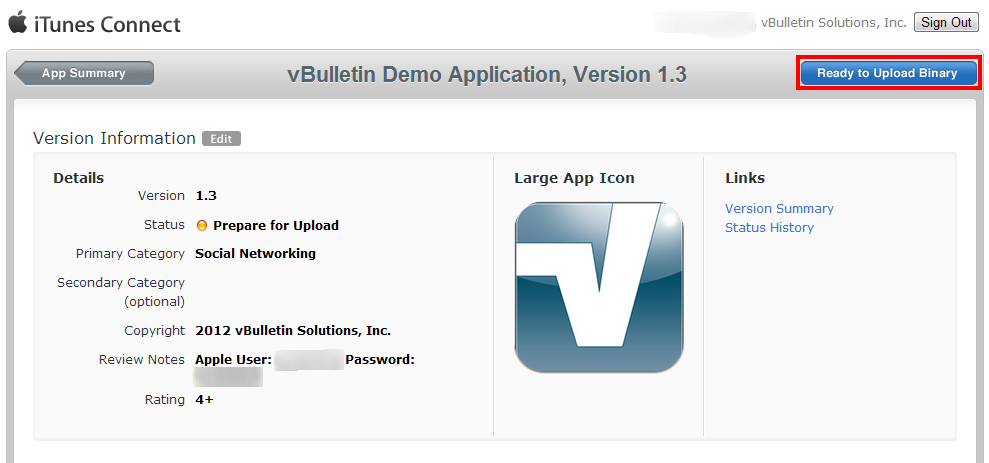 iTunes Connect
vBulletin Solutions, Inc. Sign Out
App Summary
vBulletin Demo Application, Version 1.3
Ready to Upload Binary
Version Information Edit
Details
Version 1.3
Status Prepare for Upload
Primary Category Social Networking
Secondary Category
(optional)
Copyright 2012 vBulletin Solutions, Inc.
Review Notes Apple User: Password:
Rating 4+
Large App Icon
Links
Version Summary
Status History